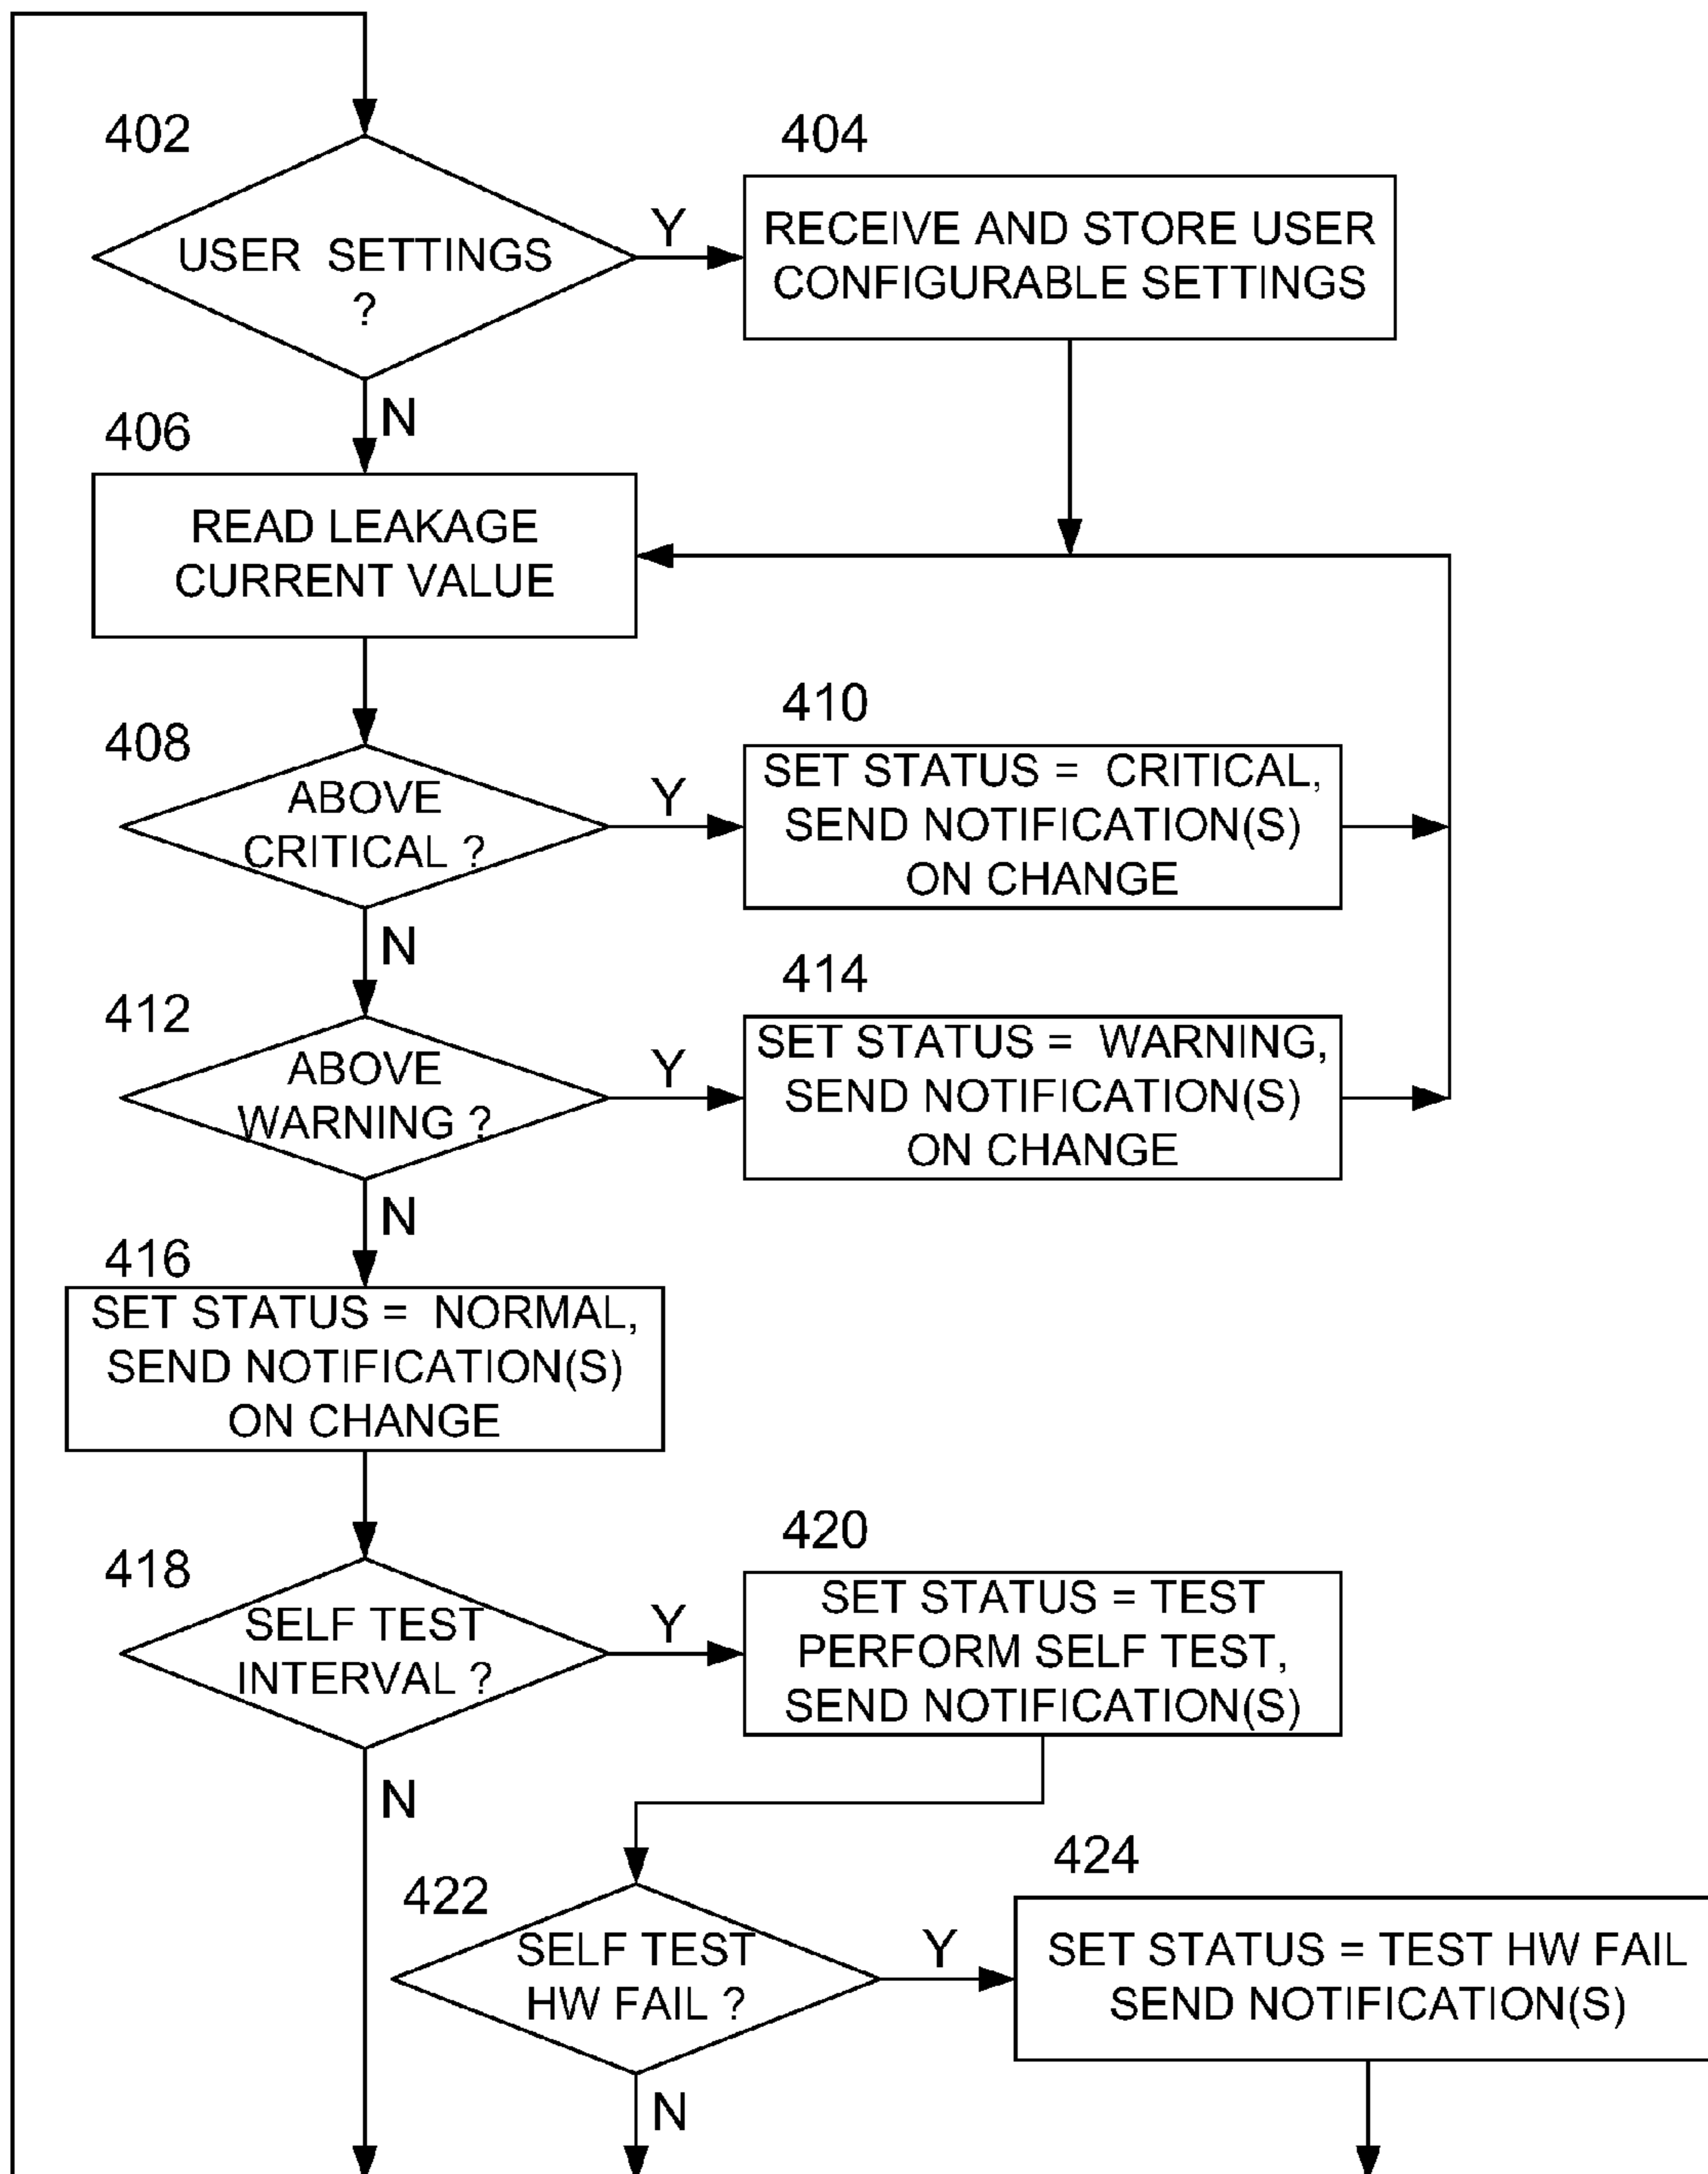 402
USER SETTINGS
?
Y
404
RECEIVE AND STORE USER
CONFIGURABLE SETTINGS
N
406
READ LEAKAGE
CURRENT VALUE
408
ABOVE
CRITICAL ?
Y
410
SET STATUS = CRITICAL,
SEND NOTIFICATION(S)
ON CHANGE
N
412
ABOVE
WARNING ?
Y
414
SET STATUS = WARNING,
SEND NOTIFICATION(S)
ON CHANGE
N
416
SET STATUS = NORMAL,
SEND NOTIFICATION(S)
ON CHANGE
418
SELF TEST
INTERVAL ?
Y
420
SET STATUS = TEST
PERFORM SELF TEST,
SEND NOTIFICATION(S)
N
422
SELF TEST
HW FAIL ?
Y
424
SET STATUS = TEST HW FAIL
SEND NOTIFICATION(S)
N